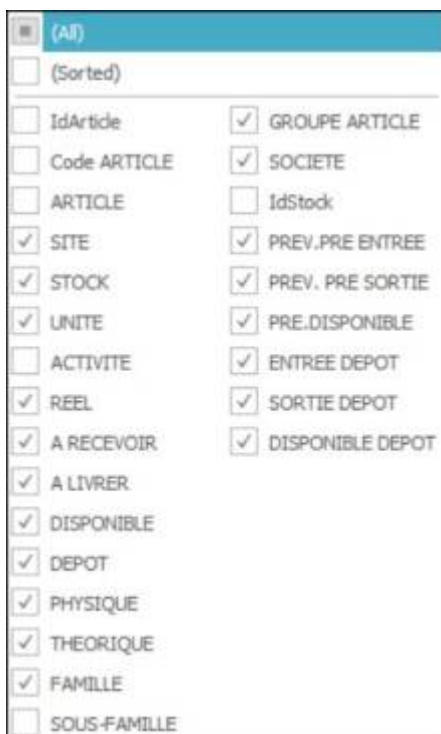 (All)
(Sorted)
IdArticle
Code ARTICLE
ARTICLE
SITE
STOCK
UNITE
ACTIVITE
REEL
A RECEVOIR
A LIVRER
DISPONIBLE
DEPOT
PHYSIQUE
THEORIQUE
FAMILLE
SOUS-FAMILLE
GROUPE ARTICLE
SOCIETE
IdStock
PREV.PRE ENTREE
PREV. PRE SORTIE
PRE.DISPONIBLE
ENTREE DEPOT
SORTIE DEPOT
DISPONIBLE DEPOT